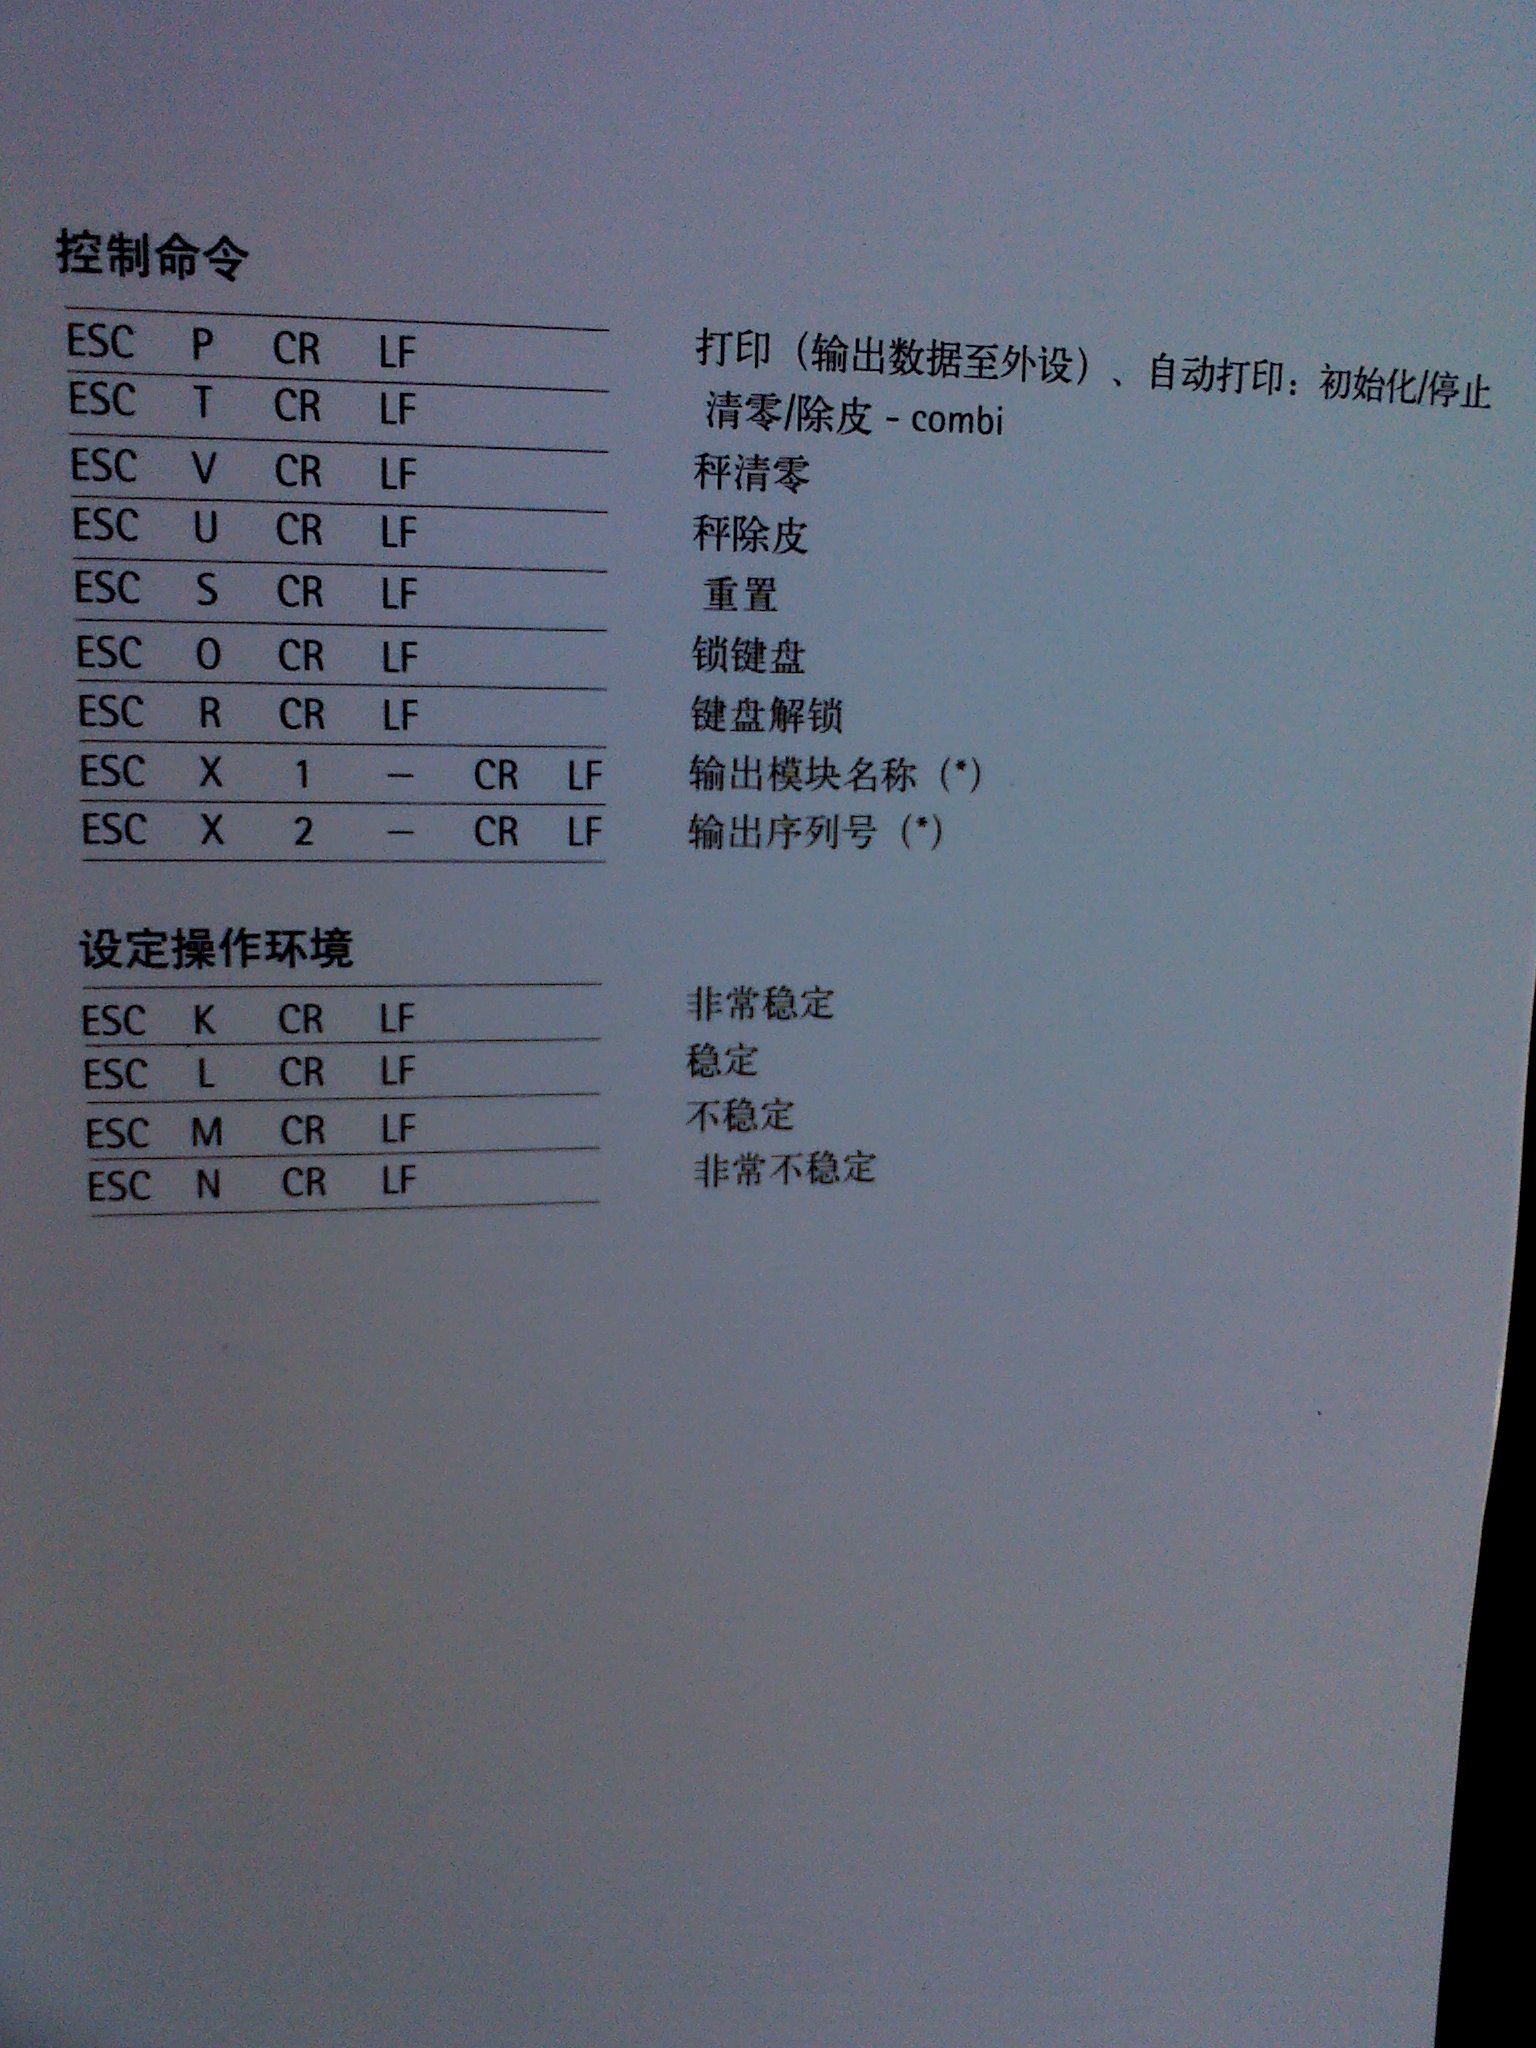 控制命令
ESC P CR LF 打印（输出数据至外设）、自动打印：初始化/停止
ESC T CR LF 清零/除皮 - combi
ESC V CR LF 秤清零
ESC U CR LF 秤除皮
ESC S CR LF 重置
ESC O CR LF 锁键盘
ESC R CR LF 键盘解锁
ESC X 1 — CR LF 输出模块名称（*）
ESC X 2 — CR LF 输出序列号（*）
设定操作环境
ESC K CR LF 非常稳定
ESC L CR LF 稳定
ESC M CR LF 不稳定
ESC N CR LF 非常不稳定